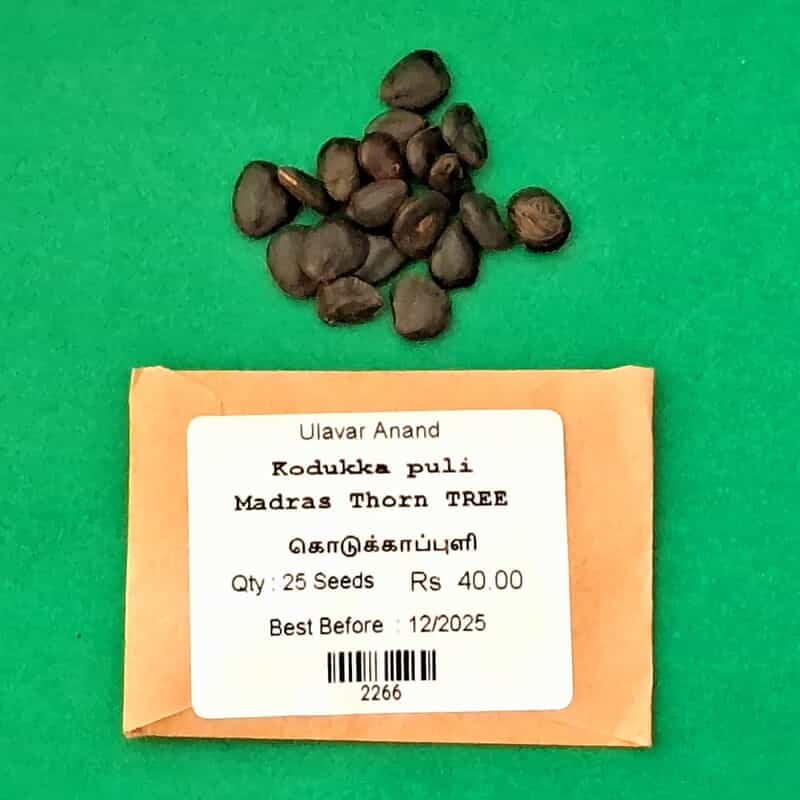 Ulavar Anand
Kodukka puli
Madras Thorn TREE
கொடுக்காப்புளி
Qty : 25 Seeds Rs 40.00
Best Before : 12/2025
2266